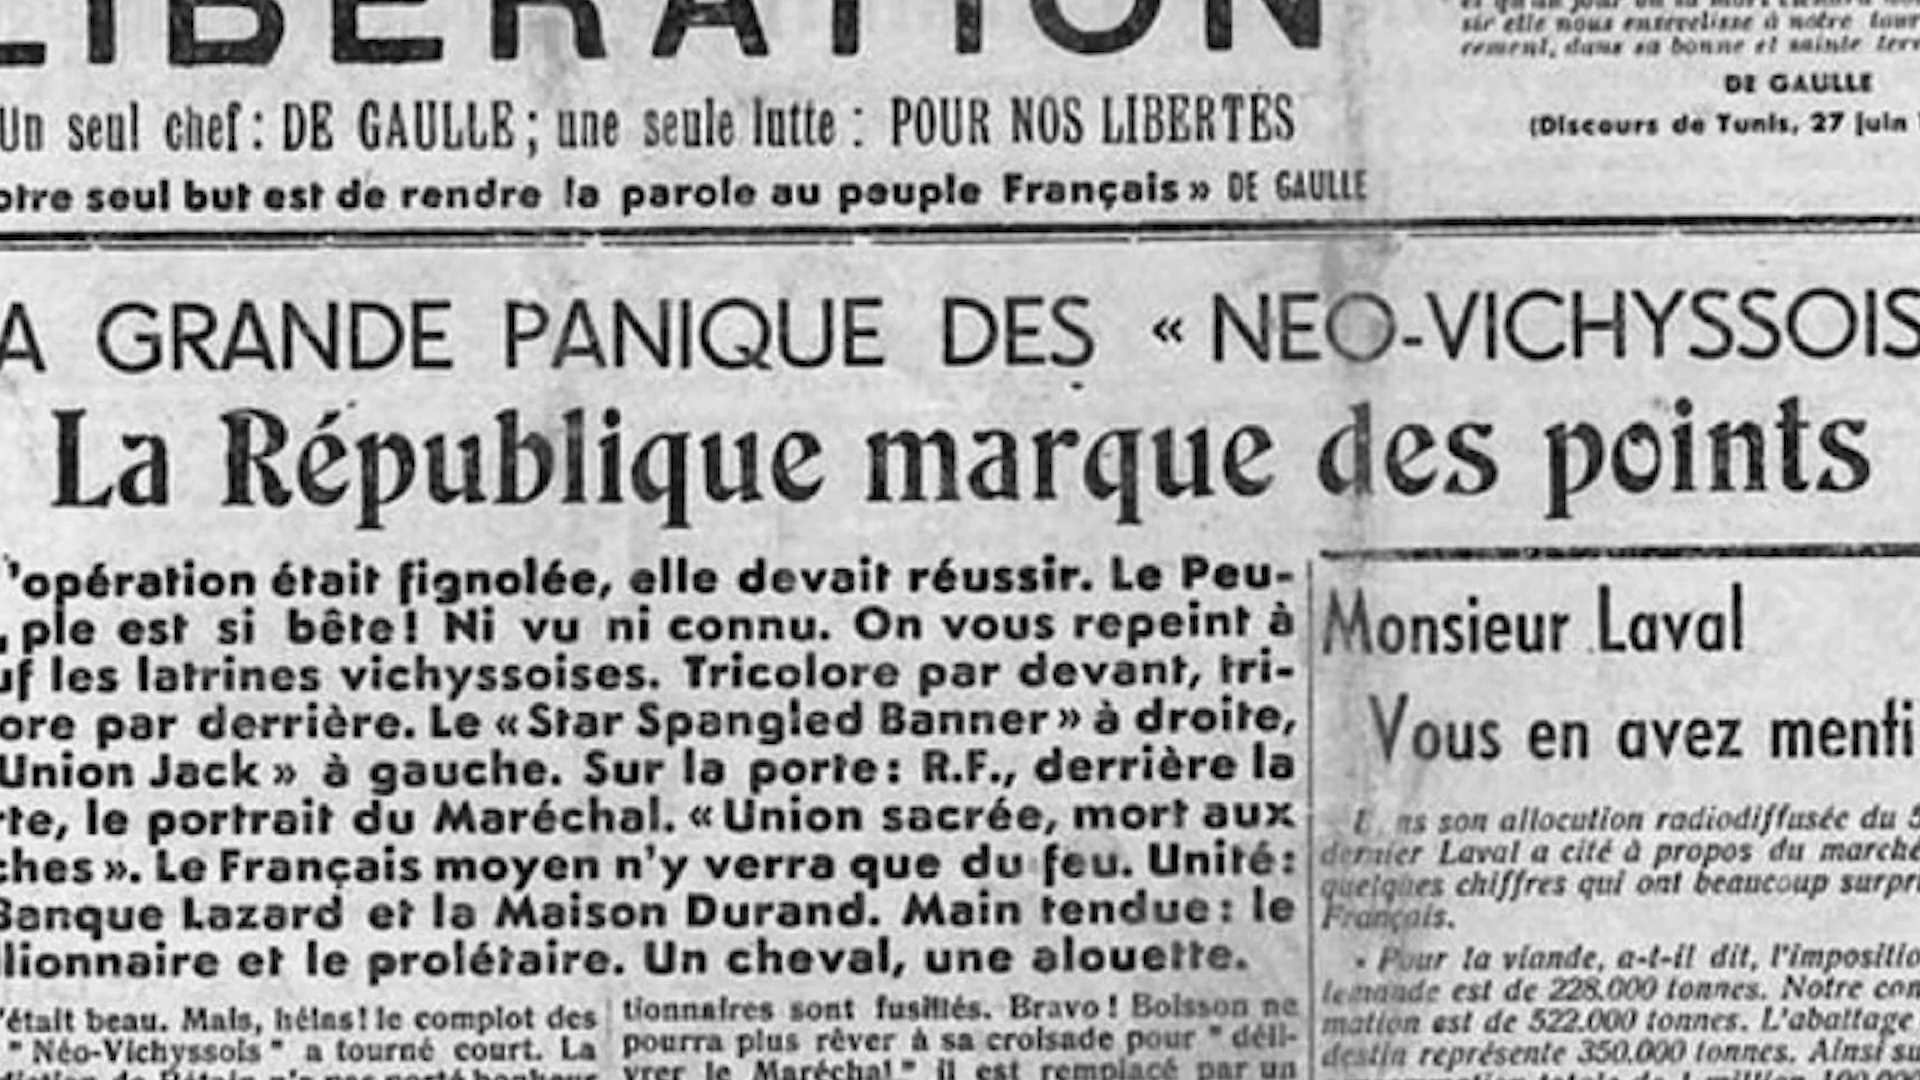 LIBERATION
Un seul chef : DE GAULLE ; une seule lutte : POUR NOS LIBERTÉS
otre seul but est de rendre la parole au peuple Français » DE GAULLE
sir elle nous ensevelisse à notre tour
cement, dans sa bonne et sainte terr
DE GAULLE
(Discours de Tunis, 27 juin
A GRANDE PANIQUE DES « NEO-VICHYSSOIS
La République marque des points
'opération était fignolée, elle devait réussir. Le Peu-
ple est si bête! Ni vu ni connu. On vous repeint à
uf les latrines vichyssoises. Tricolore par devant, tri-
ore par derrière. Le « Star Spangled Banner » à droite,
Union Jack » à gauche. Sur la porte : R.F., derrière la
rte, le portrait du Maréchal. « Union sacrée, mort aux
ches ». Le Français moyen n'y verra que du feu. Unité :
Banque Lazard et la Maison Durand. Main tendue : le
llionnaire et le prolétaire. Un cheval, une alouette.
'était beau. Mais, hélas! le complot des
" Néo-Vichyssois " a tourné court. La
tionnaires sont fusillés. Bravo ! Boisson ne
pourra plus rêver à sa croisade pour " déli-
vrer le Maréchal " il est remplacé par un
Monsieur Laval
Vous en avez menti
ns son allocution radiodiffusée du 5
dernier Laval a cité à propos du marché
quelques chiffres qui ont beaucoup surpri
Français.
• Pour la viande, a-t-il dit, l'impositio
lemande est de 228.000 tonnes. Notre con
mation est de 522.000 tonnes. L'abattage
destin représente 350.000 tonnes. Ainsi su